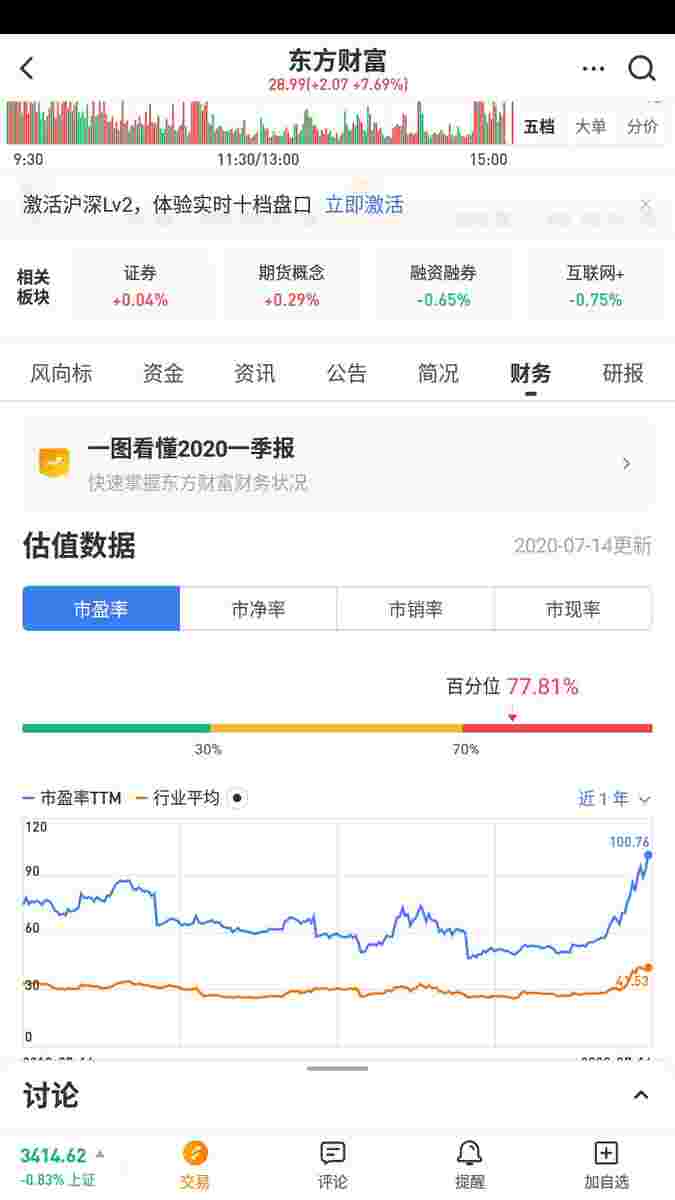 东方财富
28.99(+2.07 +7.69%)
五档 大单 分价
9:30 11:30/13:00 15:00
激活沪深Lv2，体验实时十档盘口 立即激活
相关板块
证券 期货概念 融资融券 互联网+
+0.04% +0.29% -0.65% -0.75%
风向标 资金 资讯 公告 简况 财务 研报
一图看懂2020一季报
快速掌握东方财富财务状况
估值数据 2020-07-14更新
市盈率 市净率 市销率 市现率
百分位 77.81%
30% 70%
市盈率TTM 行业平均 近1年
120
100.76
90
60
30
41.53
0
讨论
3414.62
-0.83% 上证
交易 评论 提醒 加自选